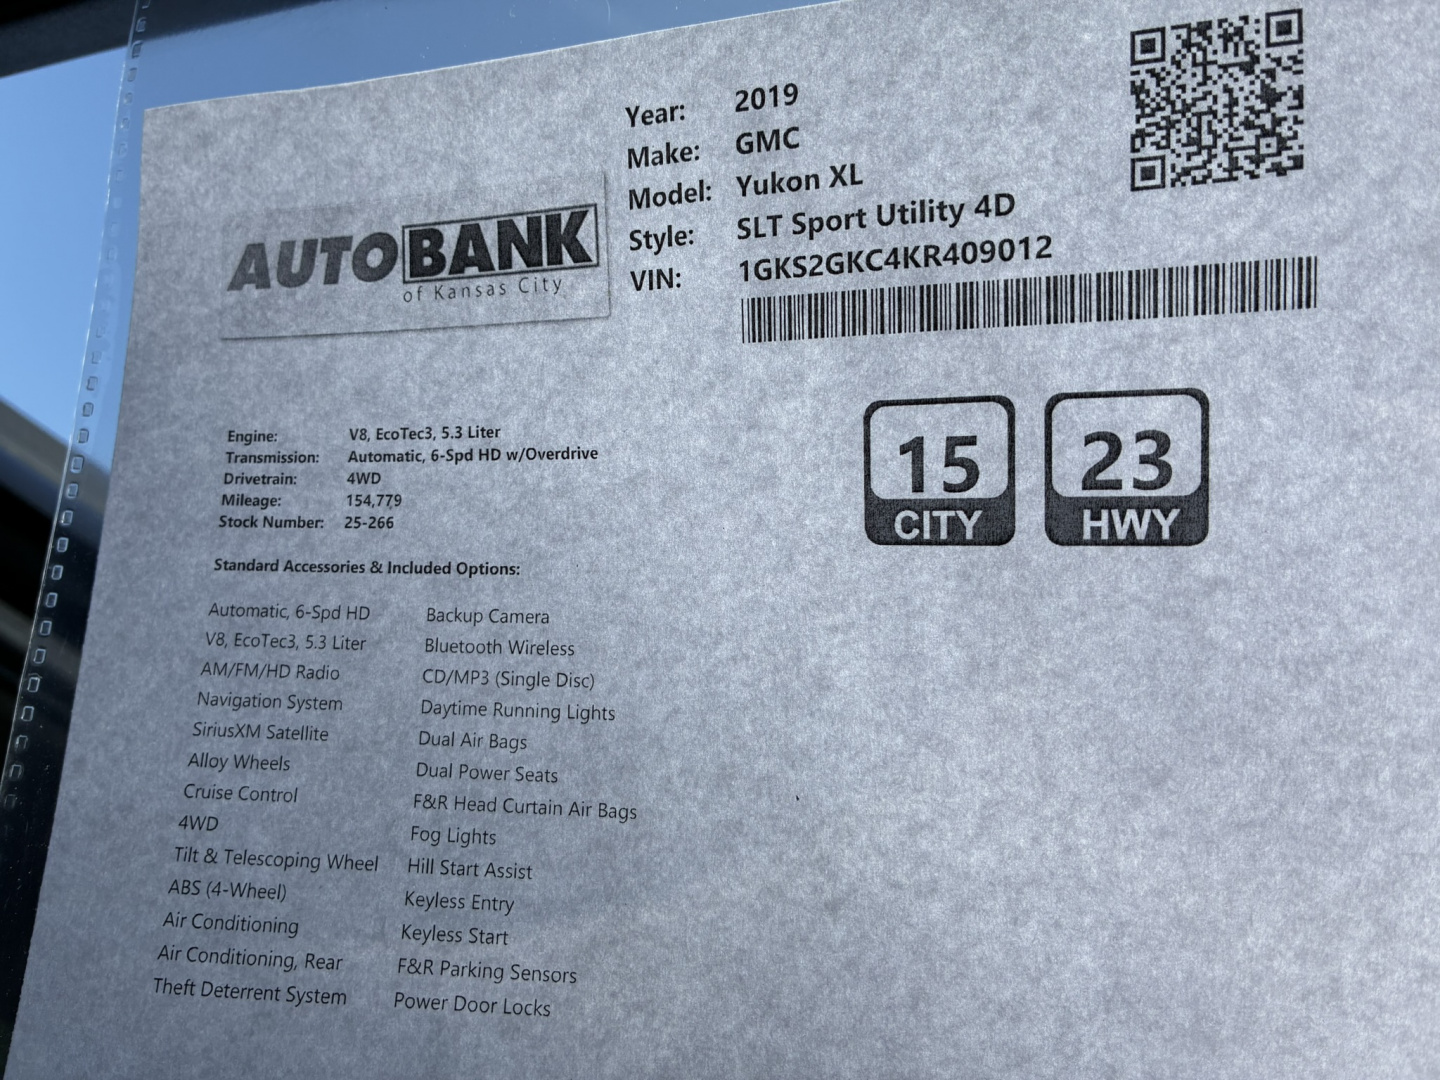 Year: 2019
Make: GMC
Model: Yukon XL
Style: SLT Sport Utility 4D
VIN: 1GKS2GKC4KR409012
AUTOBANK
of Kansas City
15 CITY
23 HWY
Engine: V8, EcoTec3, 5.3 Liter
Transmission: Automatic, 6-Spd HD w/Overdrive
Drivetrain: 4WD
Mileage: 154,779
Stock Number: 25-266
Standard Accessories & Included Options:
Automatic, 6-Spd HD
V8, EcoTec3, 5.3 Liter
AM/FM/HD Radio
Navigation System
SiriusXM Satellite
Alloy Wheels
Cruise Control
4WD
Tilt & Telescoping Wheel
ABS (4-Wheel)
Air Conditioning
Air Conditioning, Rear
Theft Deterrent System
Backup Camera
Bluetooth Wireless
CD/MP3 (Single Disc)
Daytime Running Lights
Dual Air Bags
Dual Power Seats
F&R Head Curtain Air Bags
Fog Lights
Hill Start Assist
Keyless Entry
Keyless Start
F&R Parking Sensors
Power Door Locks